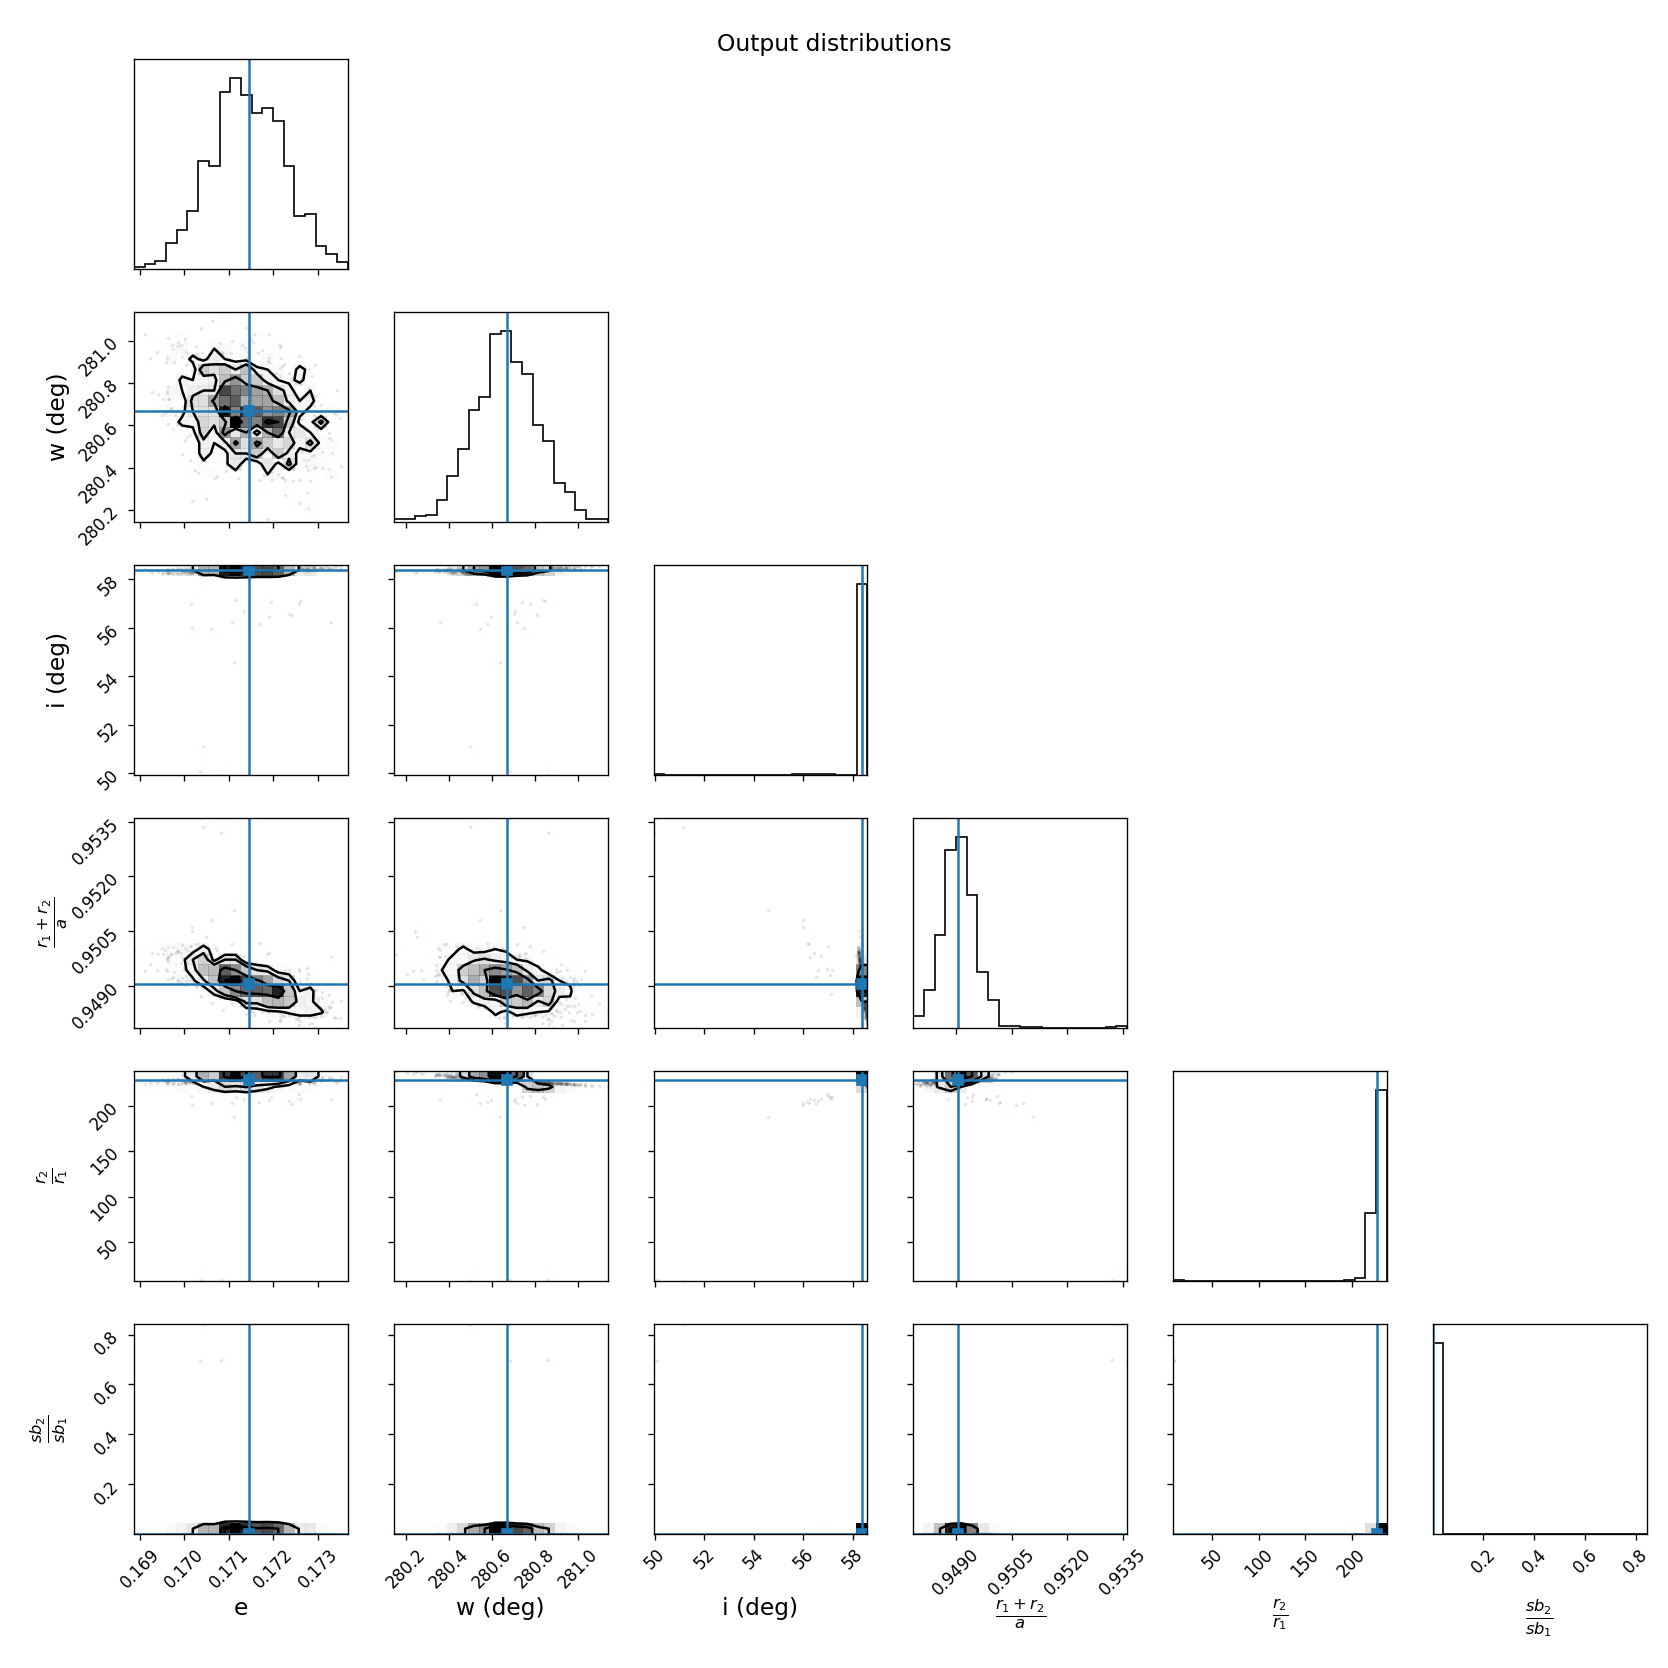 Output distributions
w (deg)
281.0
280.8
280.6
280.4
280.2
i (deg)
58
56
54
52
50
r₁ + r₂
a
0.9535
0.9520
0.9505
0.9490
r₂
r₁
200
150
100
50
sb₂
sb₁
0.8
0.6
0.4
0.2
0.169 0.170 0.171 0.172 0.173
e
280.2 280.4 280.6 280.8 281.0
w (deg)
50 52 54 56 58
i (deg)
0.9490 0.9505 0.9520 0.9535
r₁ + r₂
a
50 100 150 200
r₂
r₁
0.2 0.4 0.6 0.8
sb₂
sb₁